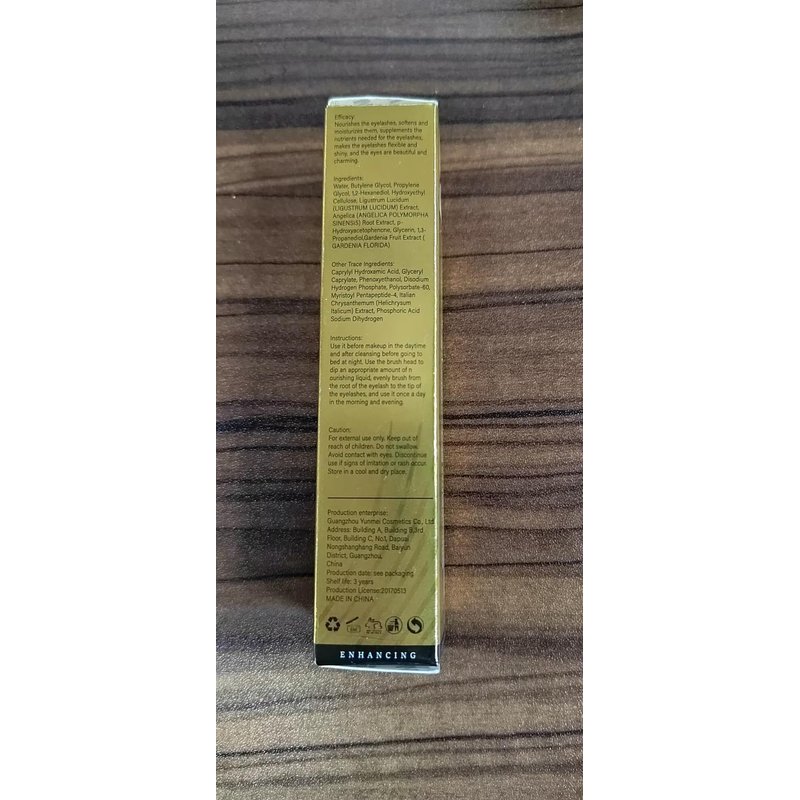 Efficacy:
Nourishes the eyelashes, softens and
moisturizes them, supplements the
nutrients needed for the eyelashes,
makes the eyelashes flexible and
shiny, and the eyes are beautiful and
charming.
Ingredients:
Water, Butylene Glycol, Propylene
Glycol, 1,2-Hexanediol, Hydroxyethyl
Cellulose, Ligustrum Lucidum
(LIGUSTRUM LUCIDUM) Extract,
Angelica (ANGELICA POLYMORPHA
SINENSIS) Root Extract, p-
Hydroxyacetophenone, Glycerin, 1,3-
Propanediol,Gardenia Fruit Extract (
GARDENIA FLORIDA)
Other Trace Ingredients:
Caprylyl Hydroxamic Acid, Glyceryl
Caprylate, Phenoxyethanol, Disodium
Hydrogen Phosphate, Polysorbate-60,
Myristoyl Pentapeptide-4, Italian
Chrysanthemum (Helichrysum
Italicum) Extract, Phosphoric Acid
Sodium Dihydrogen
Instructions:
Use it before makeup in the daytime
and after cleansing before going to
bed at night. Use the brush head to
dip an appropriate amount of n
ourishing liquid, evenly brush from
the root of the eyelash to the tip of
the eyelashes, and use it once a day
in the morning and evening.
Caution:
For external use only. Keep out of
reach of children. Do not swallow.
Avoid contact with eyes. Discontinue
use if signs of irritation or rash occur.
Store in a cool and dry place.
Production enterprise:
Guangzhou Yunmei Cosmetics Co., Ltd
Address: Building A, Building B,3rd
Floor, Building C, No.1, Dapuai
Nongshanghang Road, Baiyun
District, Guangzhou,
China
Production date: see packaging
Shelf life: 3 years
Production License:20170513
MADE IN CHINA
ENHANCING